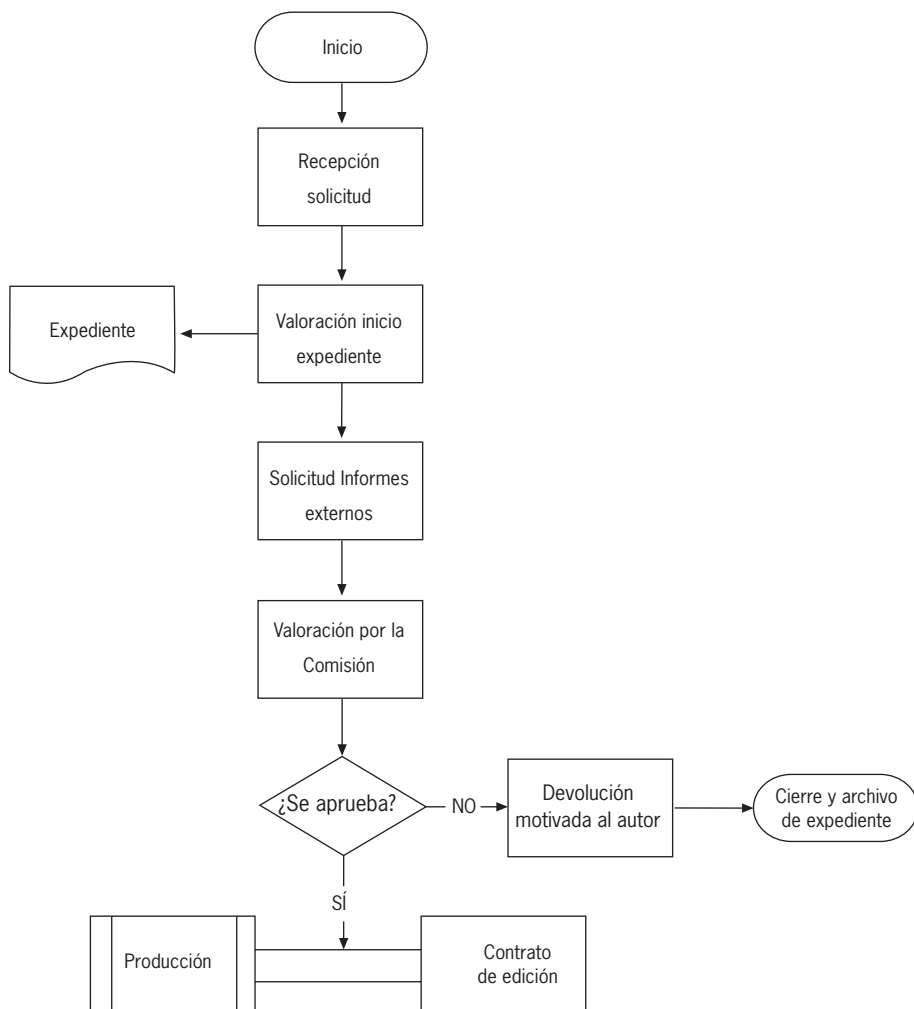 Inicio
Recepción
solicitud
Expediente
Valoración inicio
expediente
Solicitud Informes
externos
Valoración por la
Comisión
¿Se aprueba?
NO
Devolución
motivada al autor
Cierre y archivo
de expediente
SÍ
Producción
Contrato
de edición